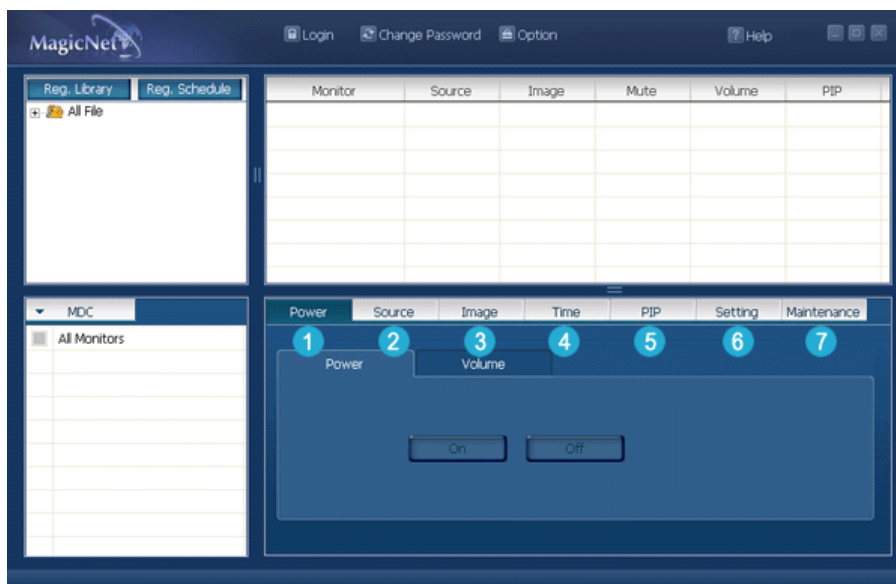 MagicNet Login Change Password Option Help
Reg. Library Reg. Schedule
All File
Monitor Source Image Mute Volume PIP
MDC
All Monitors
Power Source Image Time PIP Setting Maintenance
1 2 3 4 5 6 7
Power Volume
On Off